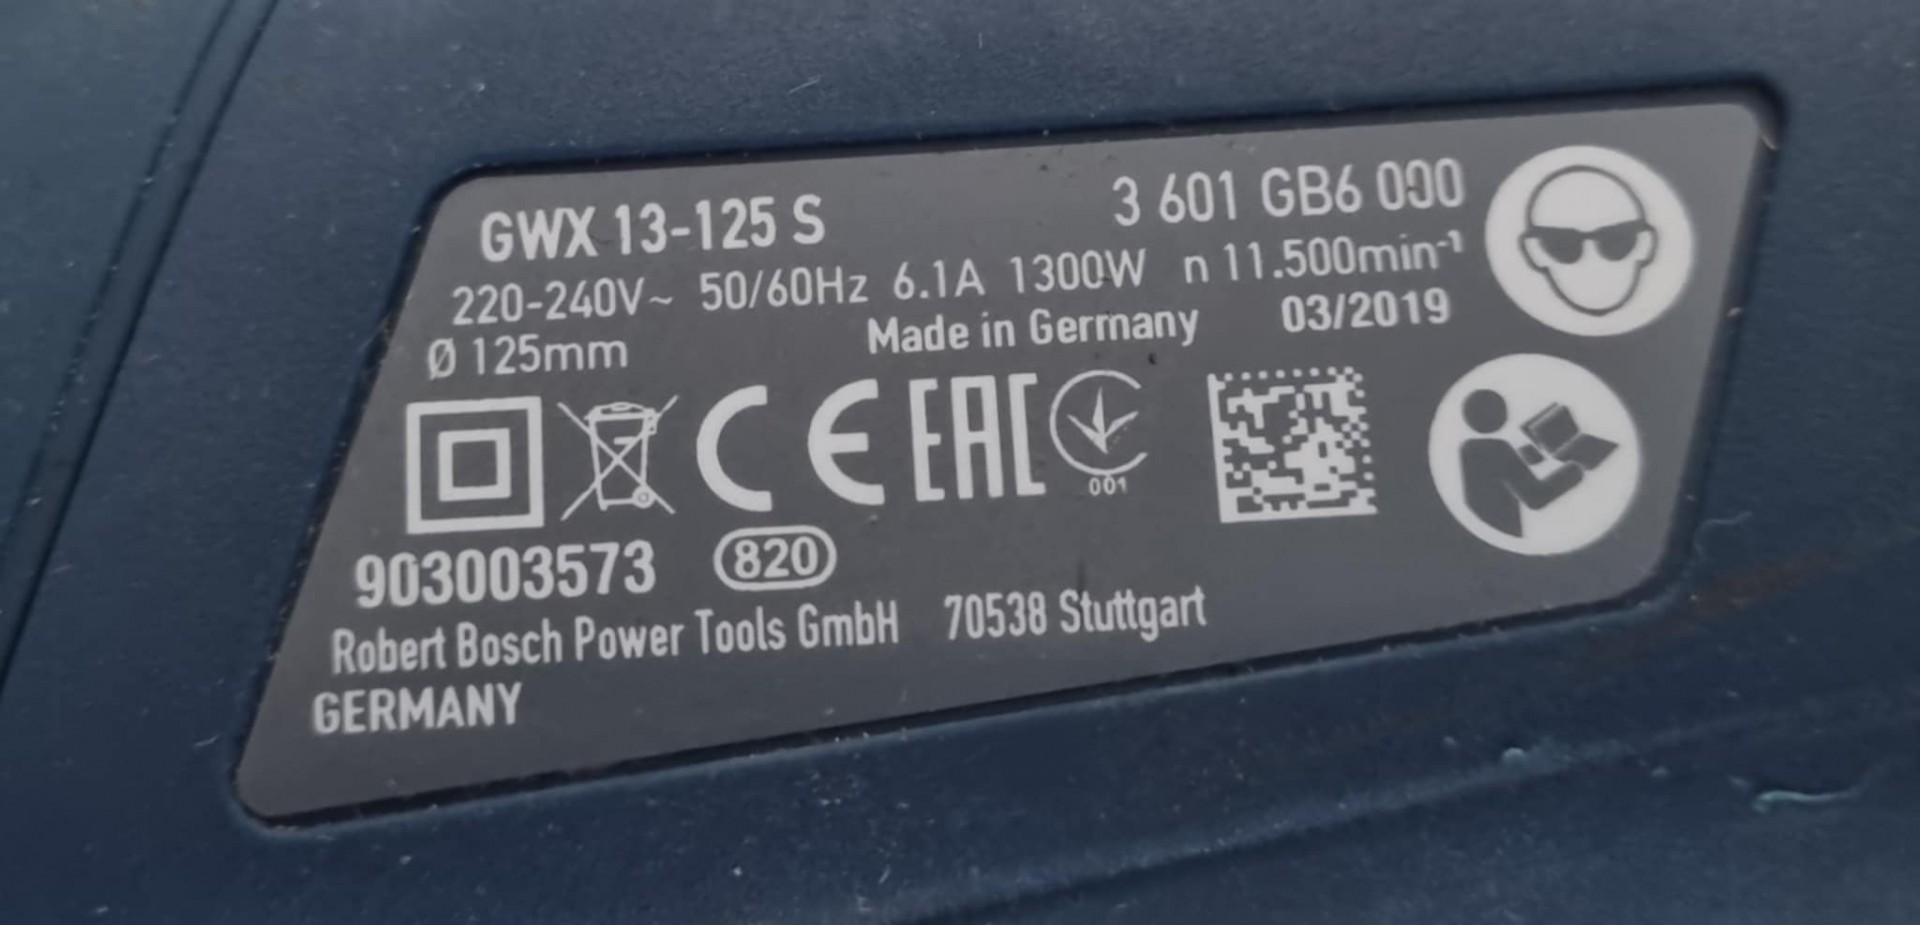 GWX 13-125 S 3 601 GB6 000
220-240V~ 50/60Hz 6.1A 1300W n 11.500min⁻¹
Ø 125mm Made in Germany 03/2019
CE EAC 001
903003573 820
Robert Bosch Power Tools GmbH 70538 Stuttgart
GERMANY